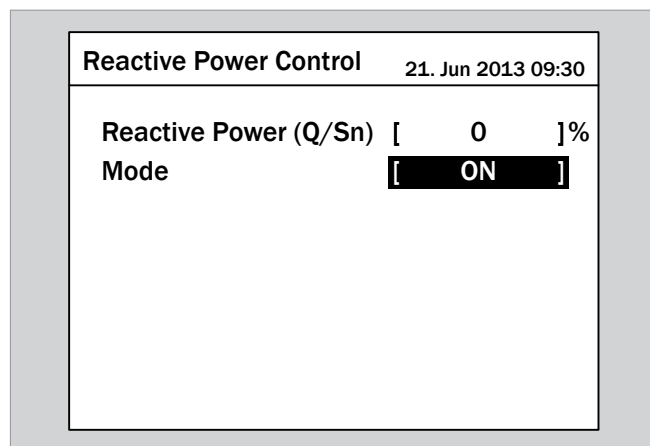 Reactive Power Control 21. Jun 2013 09:30
Reactive Power (Q/Sn) [ 0 ]%
Mode [ ON ]